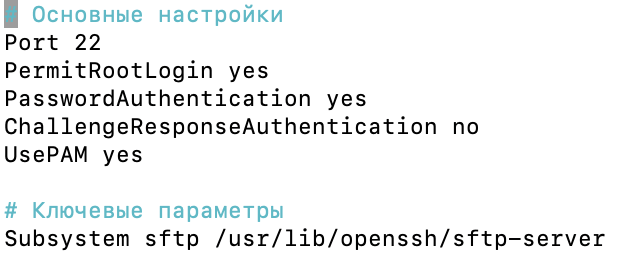 # Основные настройки
Port 22
PermitRootLogin yes
PasswordAuthentication yes
ChallengeResponseAuthentication no
UsePAM yes
# Ключевые параметры
Subsystem sftp /usr/lib/openssh/sftp-server